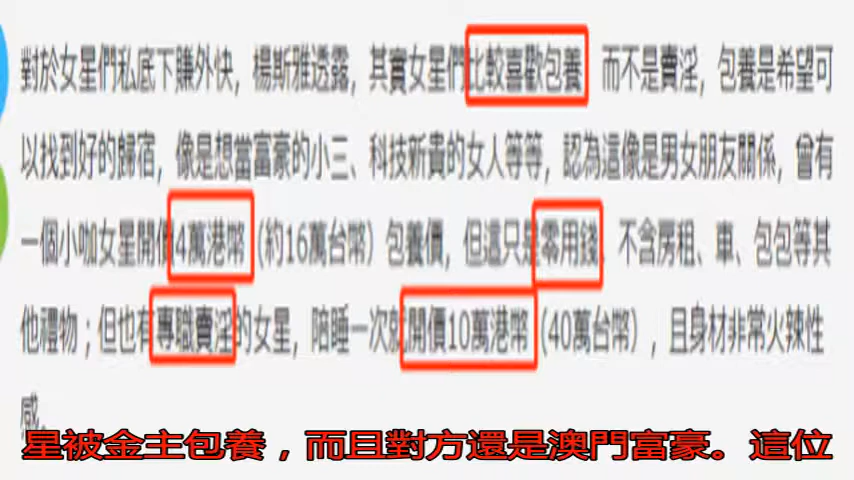 對於女星們私底下賺外快，楊斯雅透露，其實女星們比較喜歡包養 而不是賣淫，包養是希望可
以找到好的歸宿，像是想當富豪的小三、科技新貴的女人等等，認為這像是男女朋友關係，曾有
一個小咖女星開價4萬港幣（約16萬台幣）包養價，但這只是零用錢 不含房租、車、包包等其
他禮物；但也有專職賣淫的女星，陪睡一次就開價10萬港幣（40萬台幣），且身材非常火辣性
感。
星被金主包養，而且對方還是澳門富豪。這位